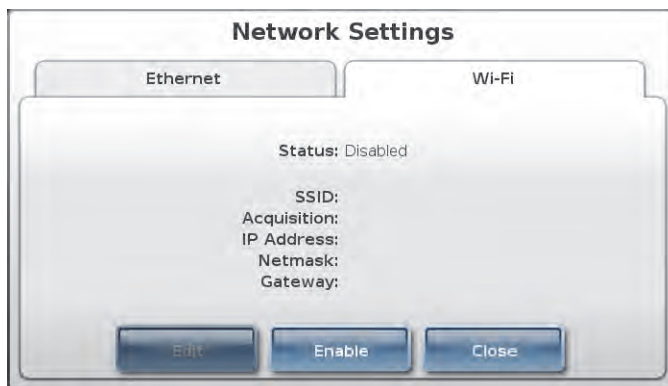 Network Settings
Ethernet
Wi-Fi
Status: Disabled
SSID:
Acquisition:
IP Address:
Netmask:
Gateway:
Edit
Enable
Close